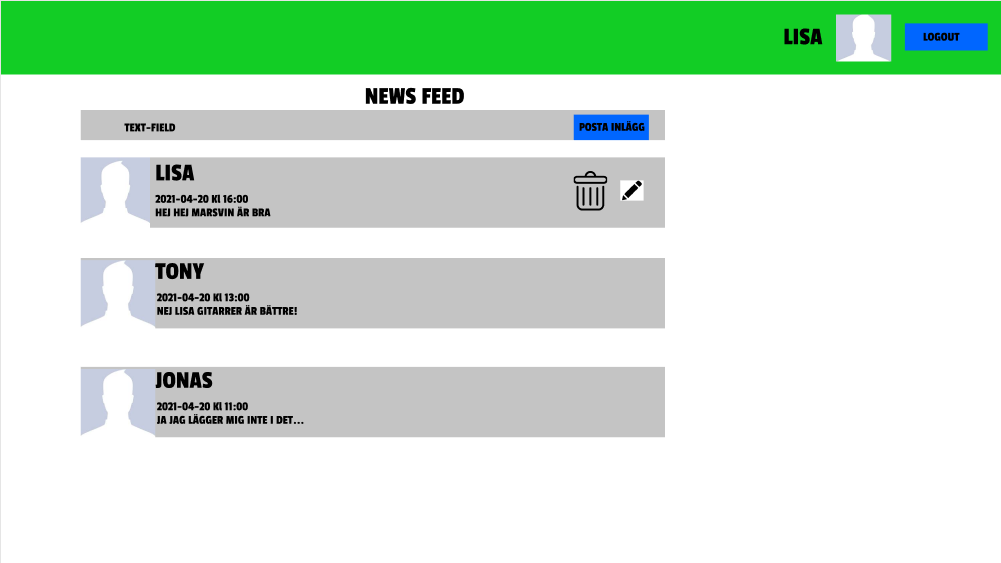 LISA
LOGOUT
NEWS FEED
TEXT-FIELD
POSTA INLÄGG
LISA
2021-04-20 Kl 16:00
HEJ HEJ MARSVIN ÄR BRA
TONY
2021-04-20 Kl 13:00
NEJ LISA GITARRER ÄR BÄTTRE!
JONAS
2021-04-20 Kl 11:00
JA JAG LÄGGER MIG INTE I DET...